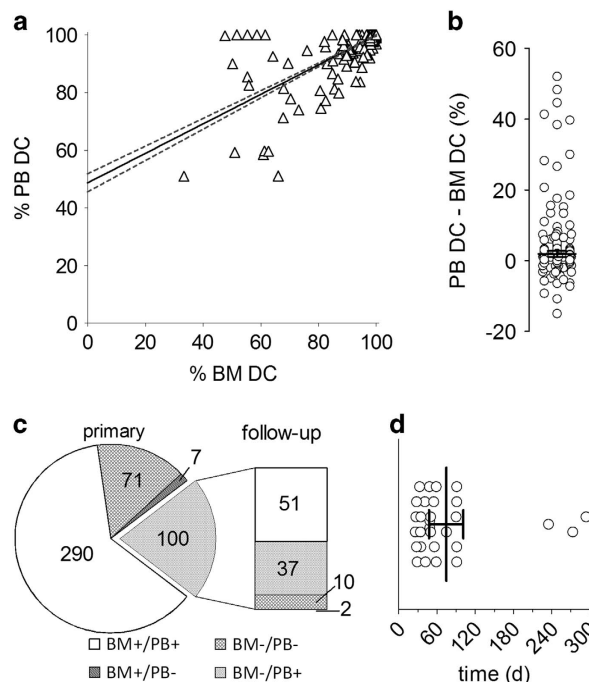 a
100
80
60
40
20
0
% PB DC
0 20 40 60 80 100
% BM DC
b
60
40
20
0
-20
PB DC - BM DC (%)
c
primary
follow-up
71
7
290
100
51
37
10
2
BM+/PB+
BM-/PB-
BM+/PB-
BM-/PB+
d
0 60 120 180 240 300
time (d)